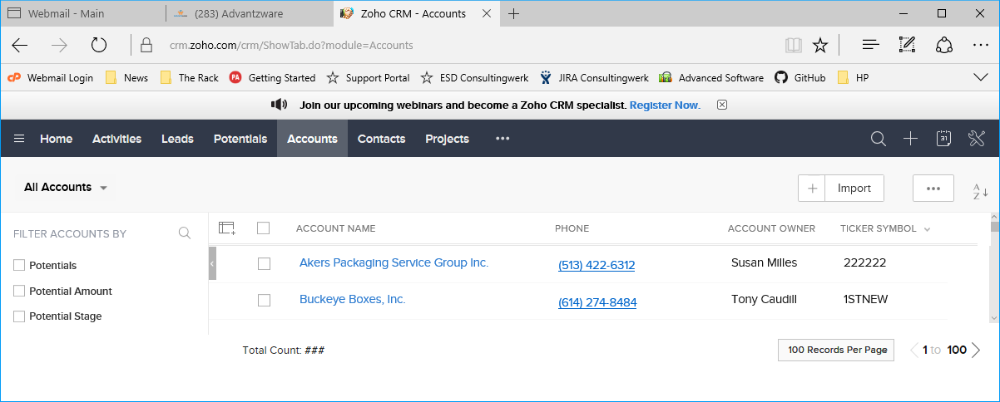 Webmail - Main
(283) Advantzware
Zoho CRM - Accounts
crm.zoho.com/crm/ShowTab.do?module=Accounts
Webmail Login News The Rack PA Getting Started Support Portal ESD Consultingwerk JIRA Consultingwerk Advanced Software GitHub HP
Join our upcoming webinars and become a Zoho CRM specialist. Register Now.
Home Activities Leads Potentials Accounts Contacts Projects ••• 31
All Accounts
+ Import ••• A Z
FILTER ACCOUNTS BY
Potentials
Potential Amount
Potential Stage
ACCOUNT NAME PHONE ACCOUNT OWNER TICKER SYMBOL
Akers Packaging Service Group Inc. (513) 422-6312 Susan Milles 222222
Buckeye Boxes, Inc. (614) 274-8484 Tony Caudill 1STNEW
Total Count: ### 100 Records Per Page 1 to 100